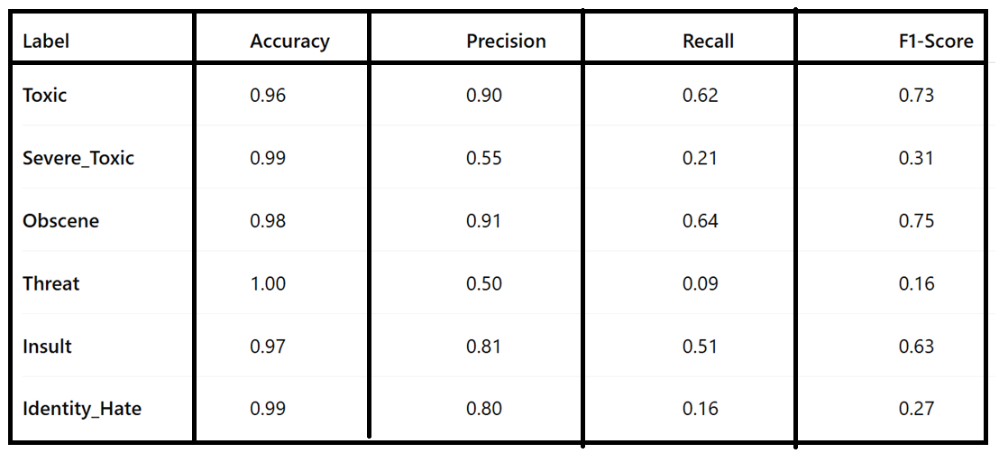 Label Accuracy Precision Recall F1-Score
Toxic 0.96 0.90 0.62 0.73
Severe_Toxic 0.99 0.55 0.21 0.31
Obscene 0.98 0.91 0.64 0.75
Threat 1.00 0.50 0.09 0.16
Insult 0.97 0.81 0.51 0.63
Identity_Hate 0.99 0.80 0.16 0.27